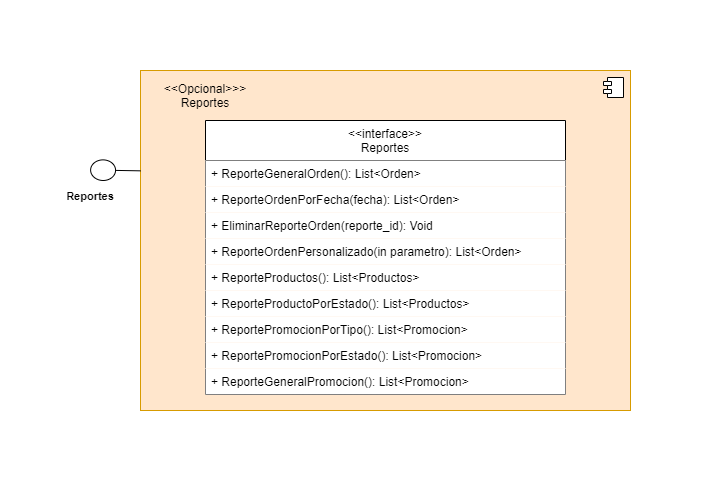 <<Opcional>>>
Reportes
<<interface>>
Reportes
+ ReporteGeneralOrden(): List<Orden>
+ ReporteOrdenPorFecha(fecha): List<Orden>
+ EliminarReporteOrden(reporte_id): Void
+ ReporteOrdenPersonalizado(in parametro): List<Orden>
+ ReporteProductos(): List<Productos>
+ ReporteProductoPorEstado(): List<Productos>
+ ReportePromocionPorTipo(): List<Promocion>
+ ReportePromocionPorEstado(): List<Promocion>
+ ReporteGeneralPromocion(): List<Promocion>
Reportes